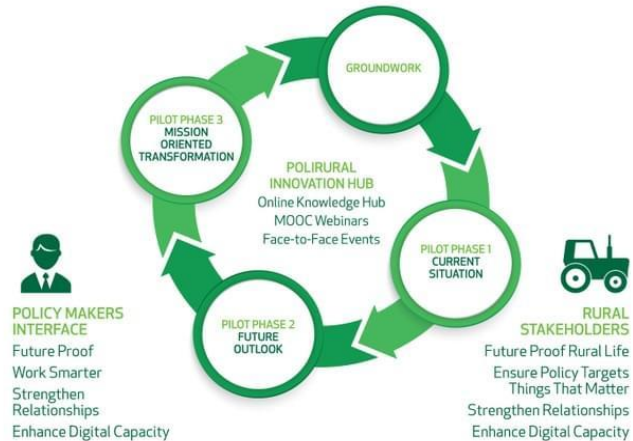 GROUNDWORK
PILOT PHASE 3
MISSION
ORIENTED
TRANSFORMATION
POLIRURAL
INNOVATION HUB
Online Knowledge Hub
MOOC Webinars
Face-to-Face Events
PILOT PHASE 1
CURRENT
SITUATION
PILOT PHASE 2
FUTURE
OUTLOOK
POLICY MAKERS
INTERFACE
Future Proof
Work Smarter
Strengthen
Relationships
Enhance Digital Capacity
RURAL
STAKEHOLDERS
Future Proof Rural Life
Ensure Policy Targets
Things That Matter
Strengthen Relationships
Enhance Digital Capacity